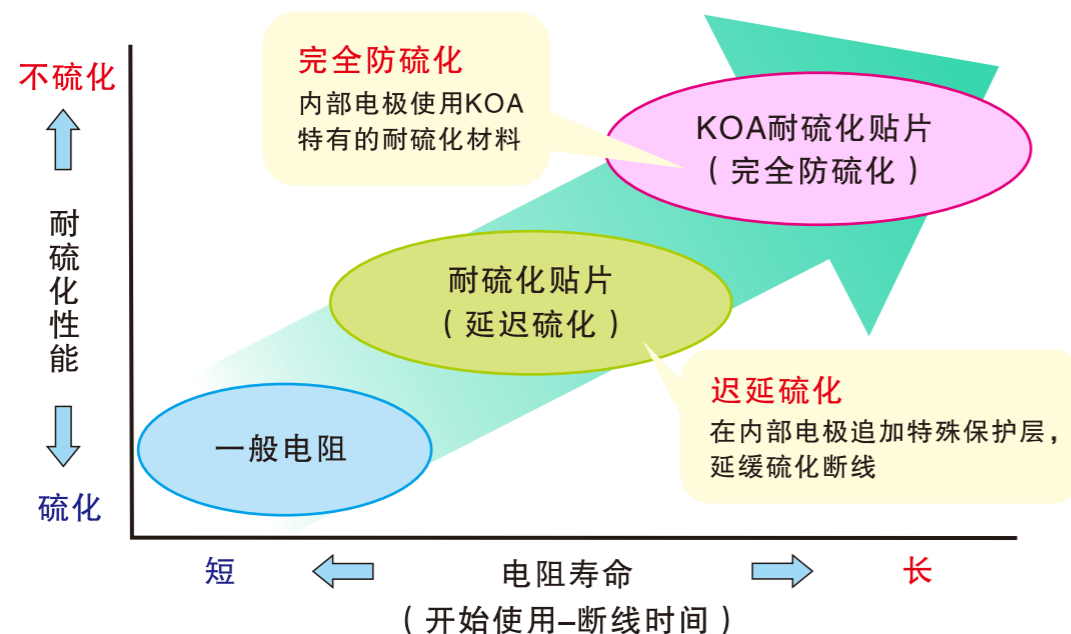 完全防硫化
内部电极使用KOA
特有的耐硫化材料
不硫化
耐硫化性能
硫化
KOA耐硫化贴片
（完全防硫化）
耐硫化贴片
（延迟硫化）
一般电阻
迟延硫化
在内部电极追加特殊保护层，
延缓硫化断线
短
电阻寿命
长
（开始使用–断线时间）